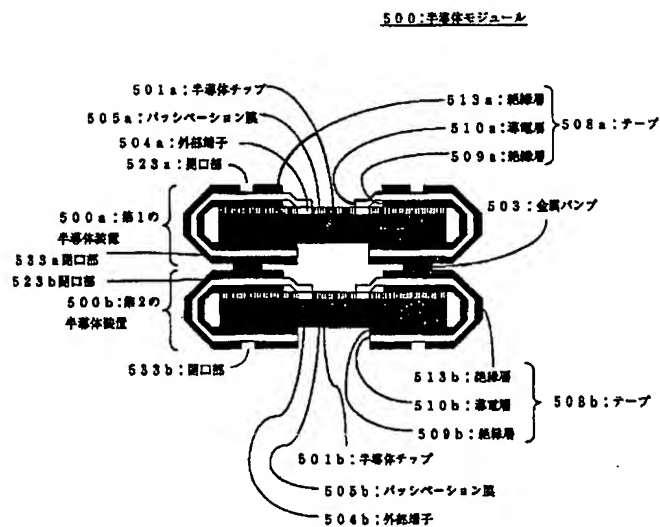 500:半導体モジュール
501a:半導体チップ
505a:パッシベーション膜
504a:外部端子
523a:開口部
513a:絶縁層
510a:導電層
509a:絶縁層
508a:テープ
503:金属バンプ
500a:第1の
半導体装置
533a開口部
523b開口部
500b:第2の
半導体装置
533b:開口部
513b:絶縁層
510b:導電層
509b:絶縁層
508b:テープ
501b:半導体チップ
505b:パッシベーション膜
504b:外部端子